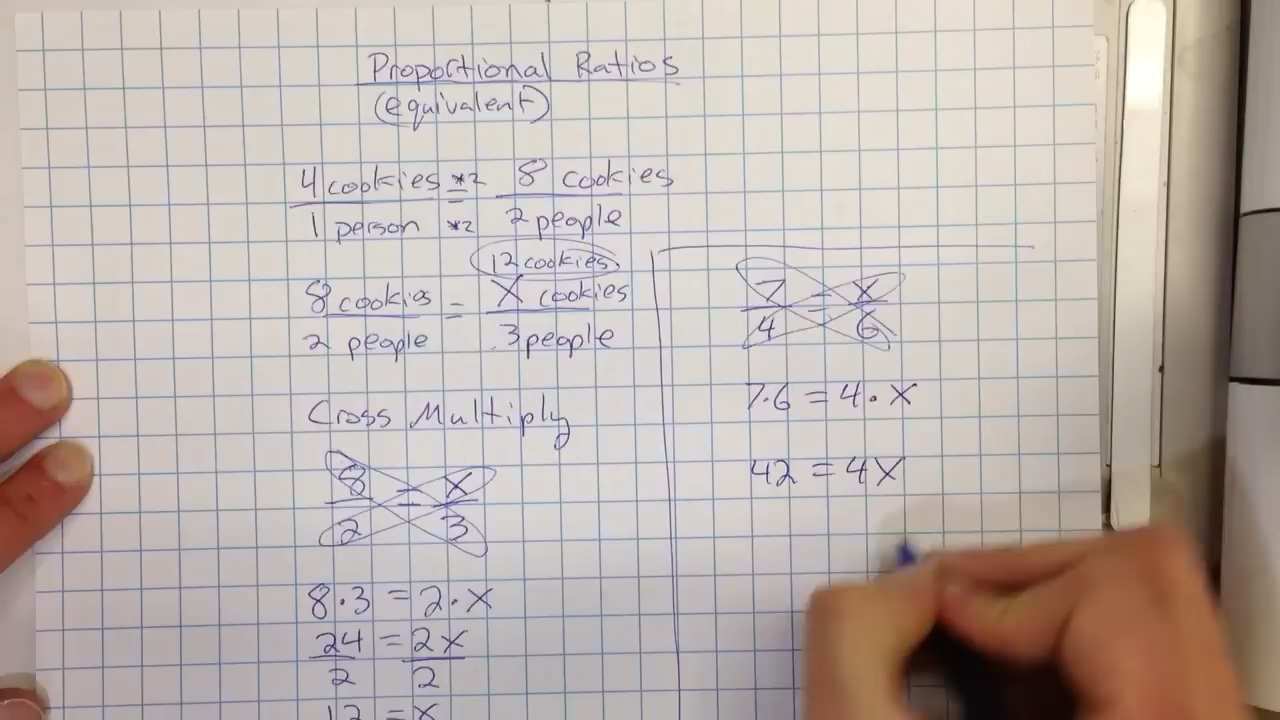 Proportional Ratios
(equivalent)
4 cookies *2 = 8 cookies
1 person *2 2 people
12 cookies
8 cookies = X cookies
2 people 3 people
Cross Multiply
8 = X
2 3
8·3 = 2·X
24 = 2X
2 2
12 = X
7 = X
4 6
7·6 = 4·X
42 = 4X